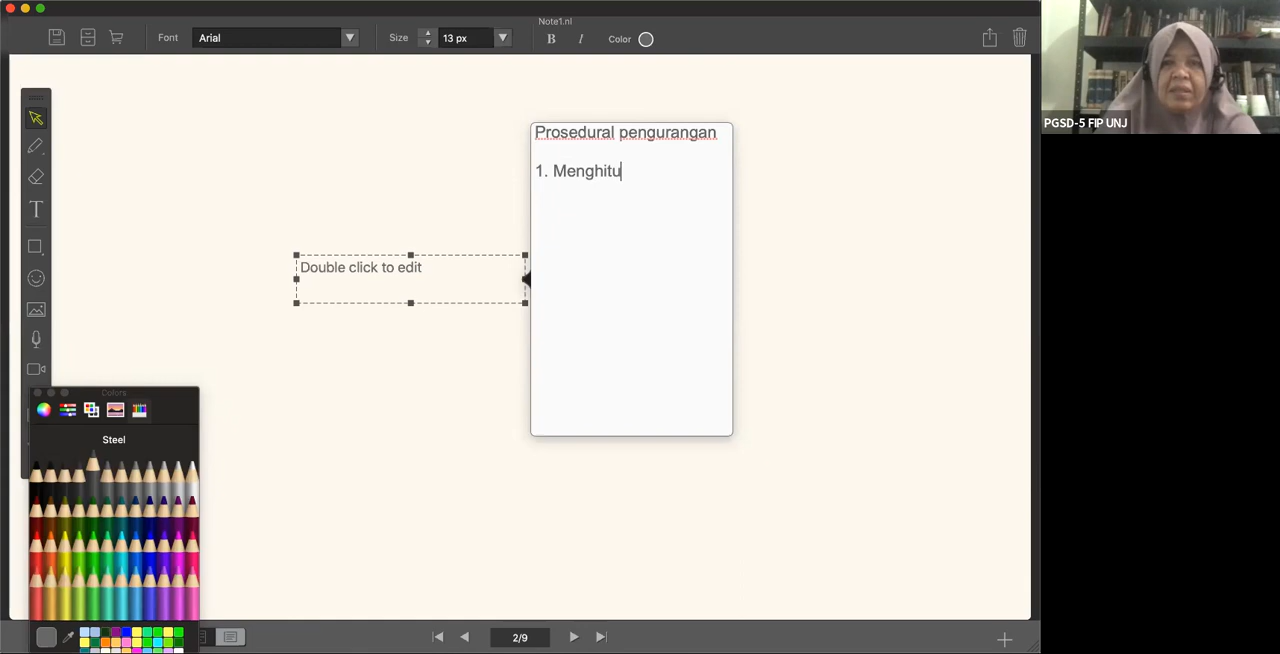 Note1.nl
Font Arial Size 13 px B I Color
PGSD-5 FIP UNJ
Prosedural pengurangan
1. Menghitu
Double click to edit
Colors
Steel
2/9